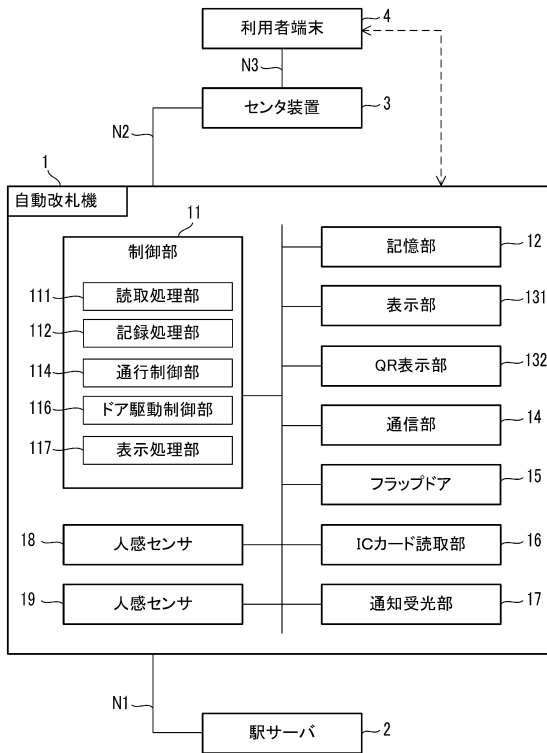 4
利用者端末
N3
センタ装置
3
N2
1
自動改札機
11
制御部
111
読取処理部
112
記録処理部
114
通行制御部
116
ドア駆動制御部
117
表示処理部
18
人感センサ
19
人感センサ
記憶部
12
表示部
131
QR表示部
132
通信部
14
フラップドア
15
ICカード読取部
16
通知受光部
17
N1
駅サーバ
2